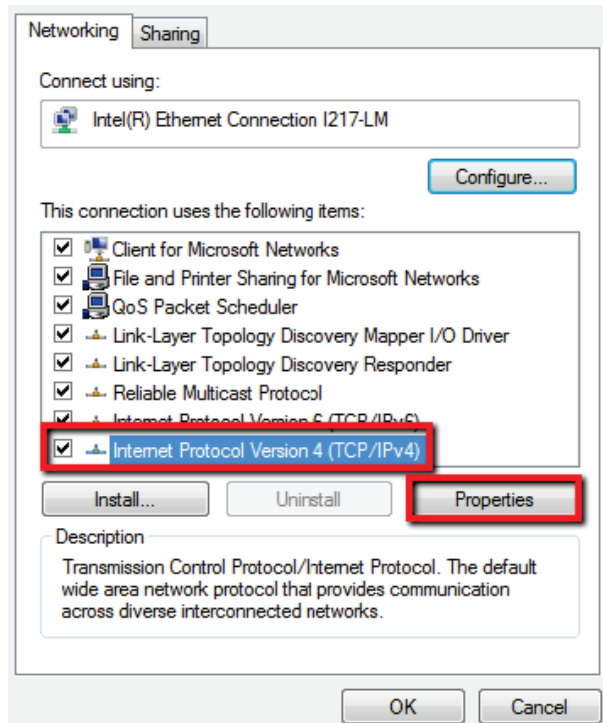 Networking Sharing
Connect using:
Intel(R) Ethernet Connection I217-LM
Configure...
This connection uses the following items:
Client for Microsoft Networks
File and Printer Sharing for Microsoft Networks
QoS Packet Scheduler
Link-Layer Topology Discovery Mapper I/O Driver
Link-Layer Topology Discovery Responder
Reliable Multicast Protocol
Internet Protocol Version 6 (TCP/IPv6)
Internet Protocol Version 4 (TCP/IPv4)
Install... Uninstall Properties
Description
Transmission Control Protocol/Internet Protocol. The default
wide area network protocol that provides communication
across diverse interconnected networks.
OK Cancel